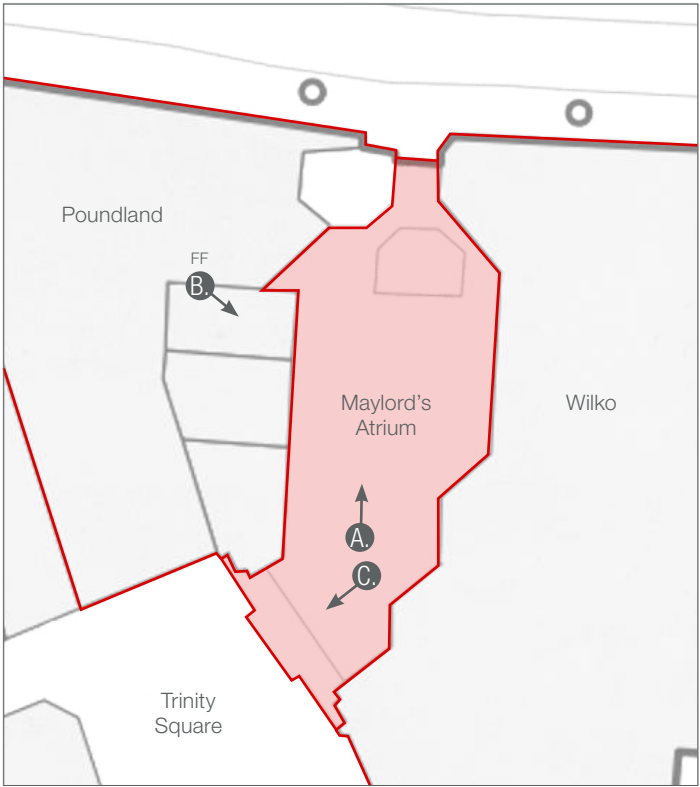 Poundland
FF
B.
Maylord's
Atrium
Wilko
A.
C.
Trinity
Square